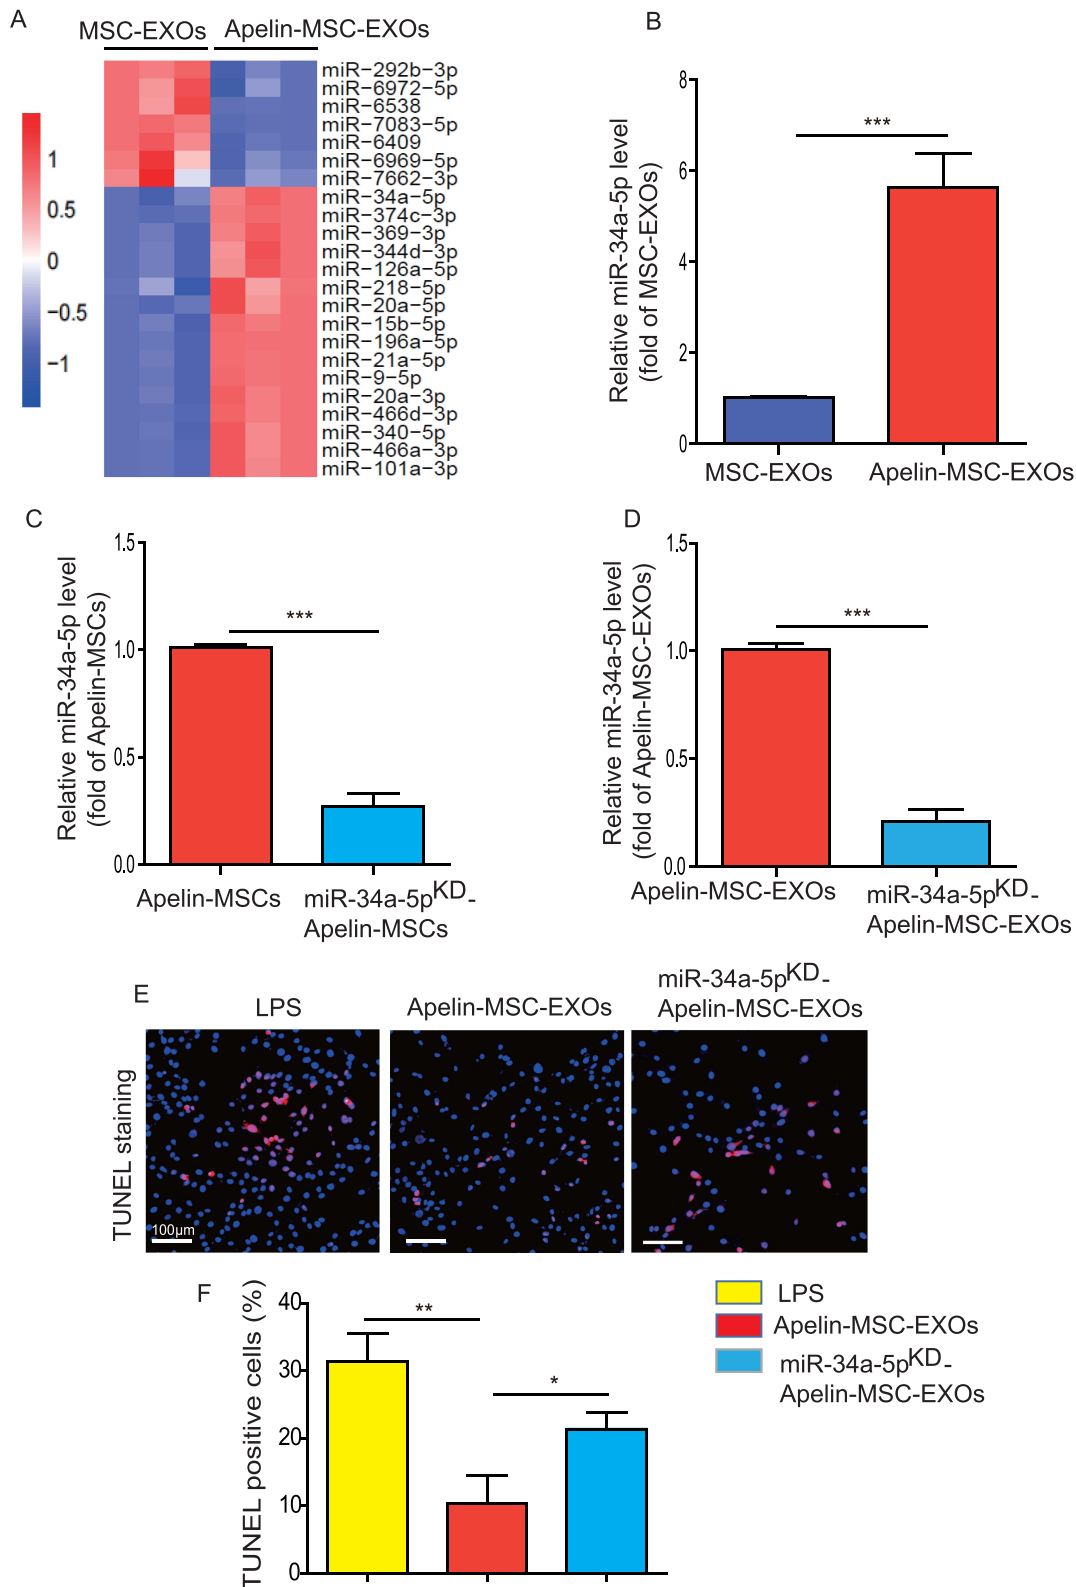 A
MSC-EXOs
Apelin-MSC-EXOs
1
0.5
0
−0.5
−1
miR−292b−3p
miR−6972−5p
miR−6538
miR−7083−5p
miR−6409
miR−6969−5p
miR−7662−3p
miR−34a−5p
miR−374c−3p
miR−369−3p
miR−344d−3p
miR−126a−5p
miR−218−5p
miR−20a−5p
miR−15b−5p
miR−196a−5p
miR−21a−5p
miR−9−5p
miR−20a−3p
miR−466d−3p
miR−340−5p
miR−466a−3p
miR−101a−3p
B
Relative miR-34a-5p level
(fold of MSC-EXOs)
8
6
4
2
0
***
MSC-EXOs
Apelin-MSC-EXOs
C
Relative miR-34a-5p level
(fold of Apelin-MSCs)
1.5
1.0
0.5
0.0
***
Apelin-MSCs
miR-34a-5pKD-
Apelin-MSCs
D
Relative miR-34a-5p level
(fold of Apelin-MSC-EXOs)
1.5
1.0
0.5
0.0
***
Apelin-MSC-EXOs
miR-34a-5pKD-
Apelin-MSC-EXOs
E
LPS
Apelin-MSC-EXOs
miR-34a-5pKD-
Apelin-MSC-EXOs
TUNEL staining
100μm
F
TUNEL positive cells (%)
40
30
20
10
0
**
*
LPS
Apelin-MSC-EXOs
miR-34a-5pKD-
Apelin-MSC-EXOs